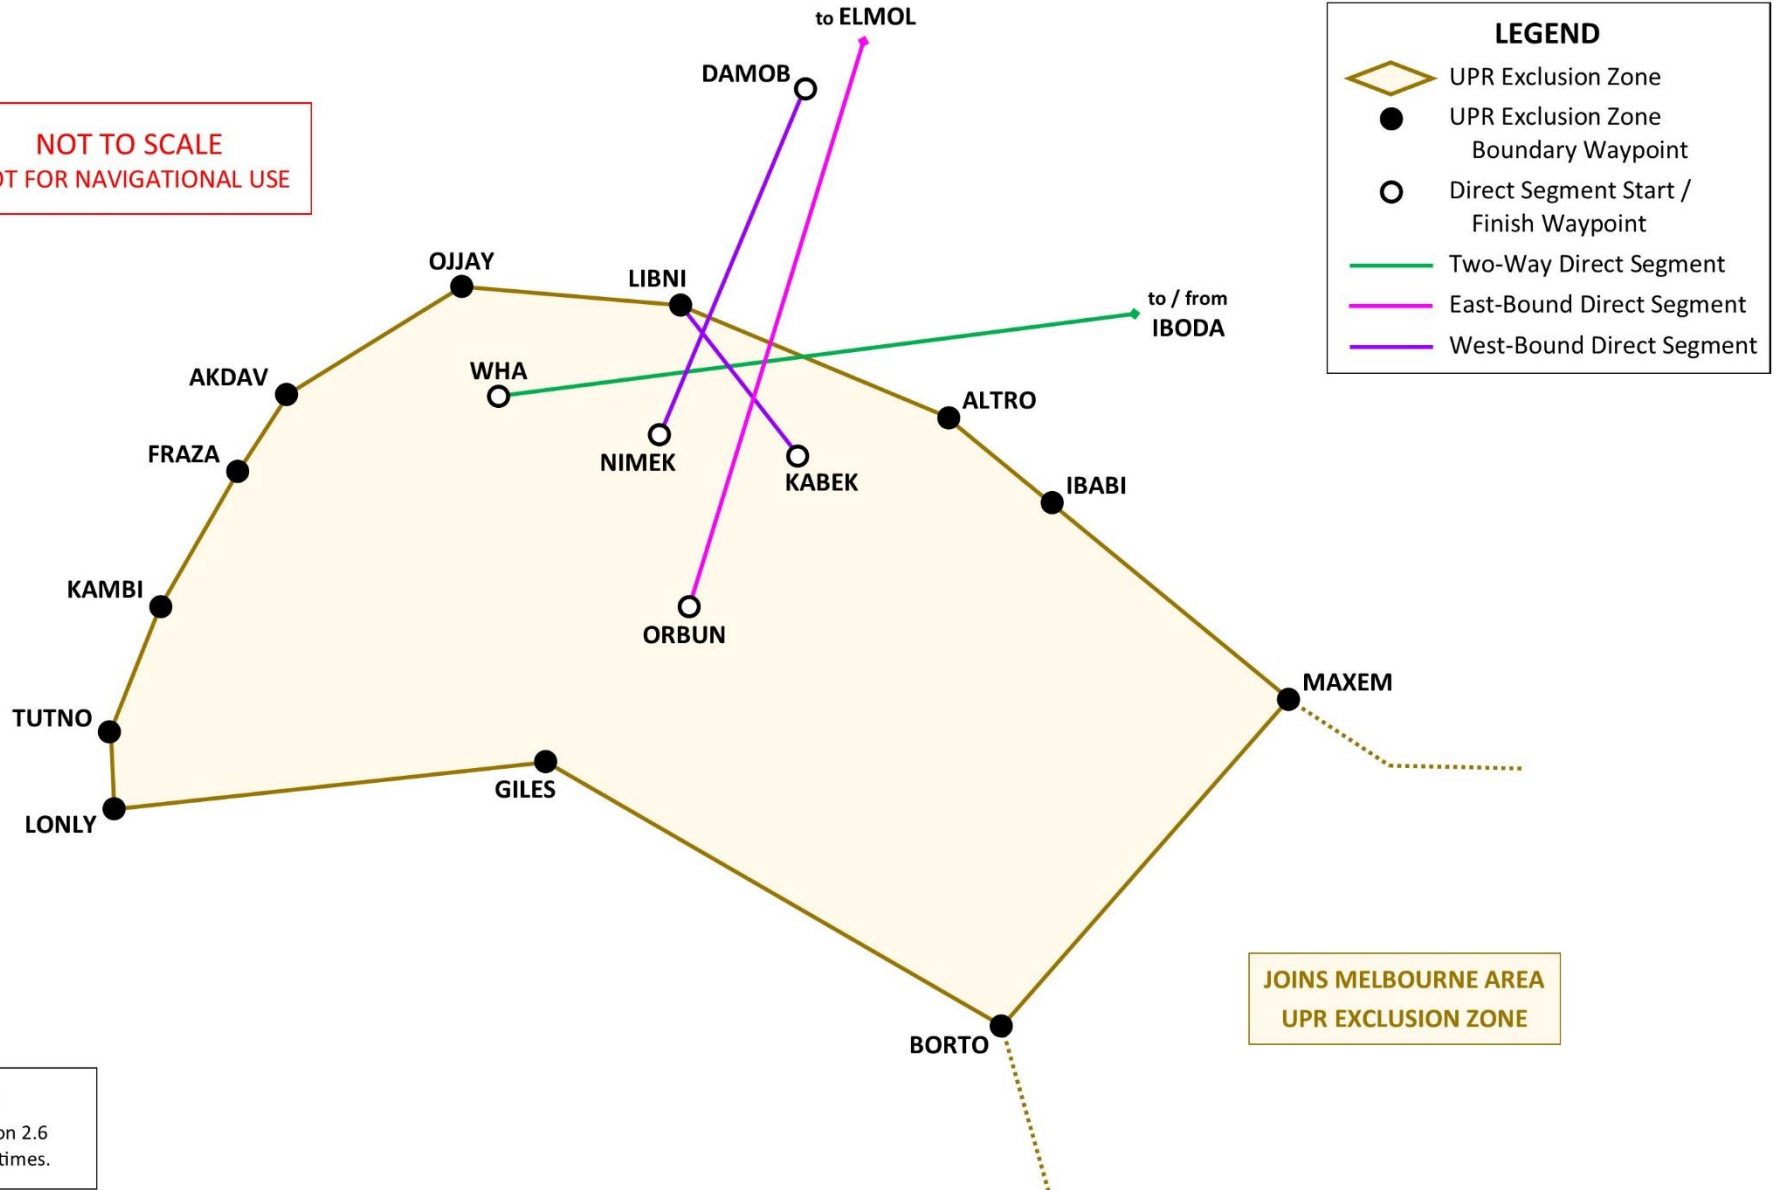 to ELMOL
DAMOB
LEGEND
UPR Exclusion Zone
UPR Exclusion Zone
Boundary Waypoint
Direct Segment Start /
Finish Waypoint
Two-Way Direct Segment
East-Bound Direct Segment
West-Bound Direct Segment
NOT TO SCALE
FOR NAVIGATIONAL USE
OJJAY
LIBNI
to / from
IBODA
AKDAV
WHA
ALTRO
FRAZA
NIMEK
KABEK
IBABI
KAMBI
ORBUN
MAXEM
TUTNO
GILES
LONLY
JOINS MELBOURNE AREA
UPR EXCLUSION ZONE
BORTO
2.6
times.